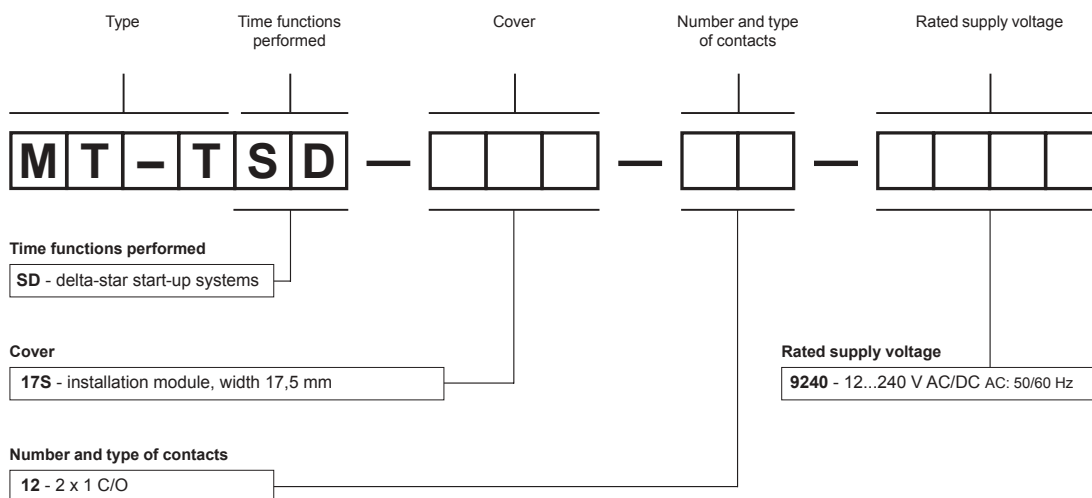 Type
Time functions
performed
Cover
Number and type
of contacts
Rated supply voltage
MT–TSD — — —
Time functions performed
SD - delta-star start-up systems
Cover
17S - installation module, width 17,5 mm
Rated supply voltage
9240 - 12...240 V AC/DC AC: 50/60 Hz
Number and type of contacts
12 - 2 x 1 C/O